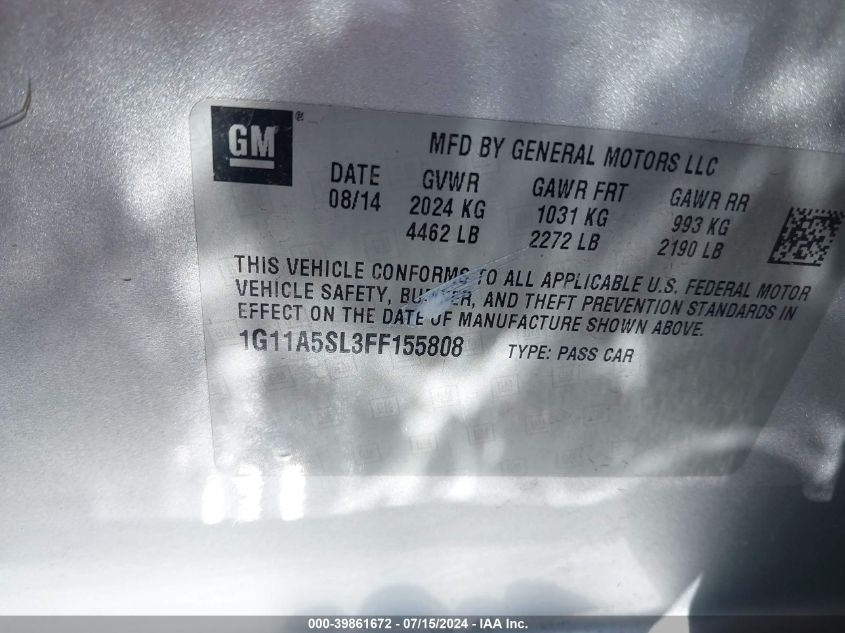 GM®
MFD BY GENERAL MOTORS LLC
DATE GVWR GAWR FRT GAWR RR
08/14 2024 KG 1031 KG 993 KG
4462 LB 2272 LB 2190 LB
THIS VEHICLE CONFORMS TO ALL APPLICABLE U.S. FEDERAL MOTOR
VEHICLE SAFETY, BUMPER, AND THEFT PREVENTION STANDARDS IN
EFFECT ON THE DATE OF MANUFACTURE SHOWN ABOVE.
1G11A5SL3FF155808 TYPE: PASS CAR
000-39861672 - 07/15/2024 - IAA Inc.